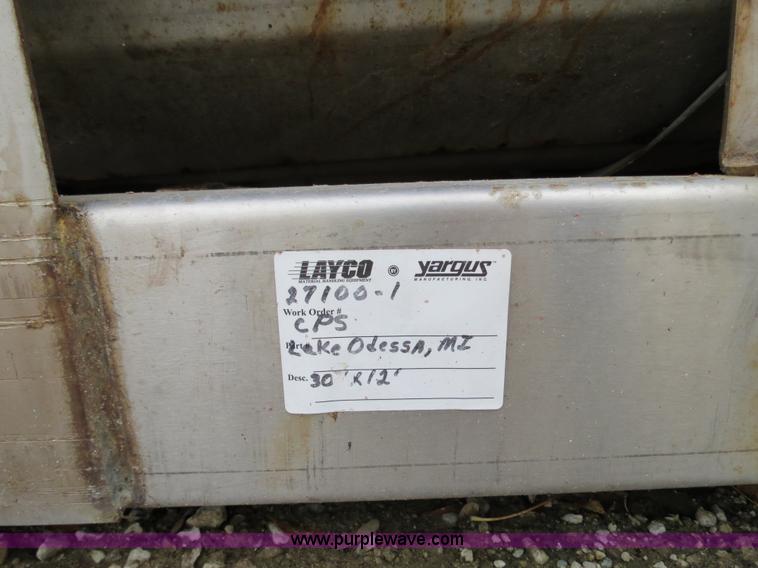 LAYCO yargus
MATERIAL HANDLING EQUIPMENT MANUFACTURING, INC.
27100-1
Work Order #
CPS
Lake Odessa, MI
Desc. 30'x12'
www.purplewave.com